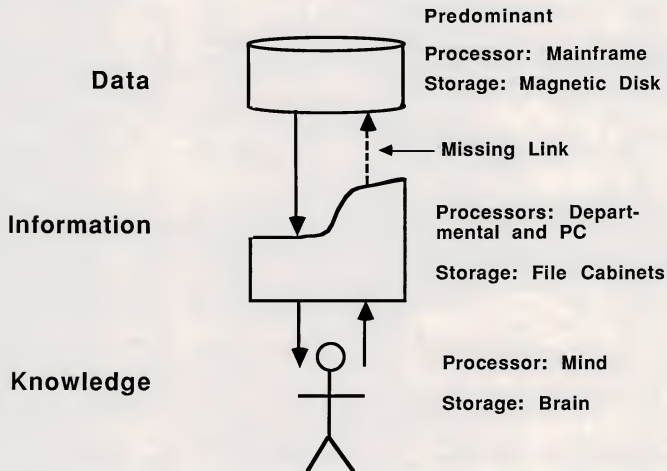 Predominant
Data
Processor: Mainframe
Storage: Magnetic Disk
Missing Link
Information
Processors: Depart-
mental and PC
Storage: File Cabinets
Knowledge
Processor: Mind
Storage: Brain